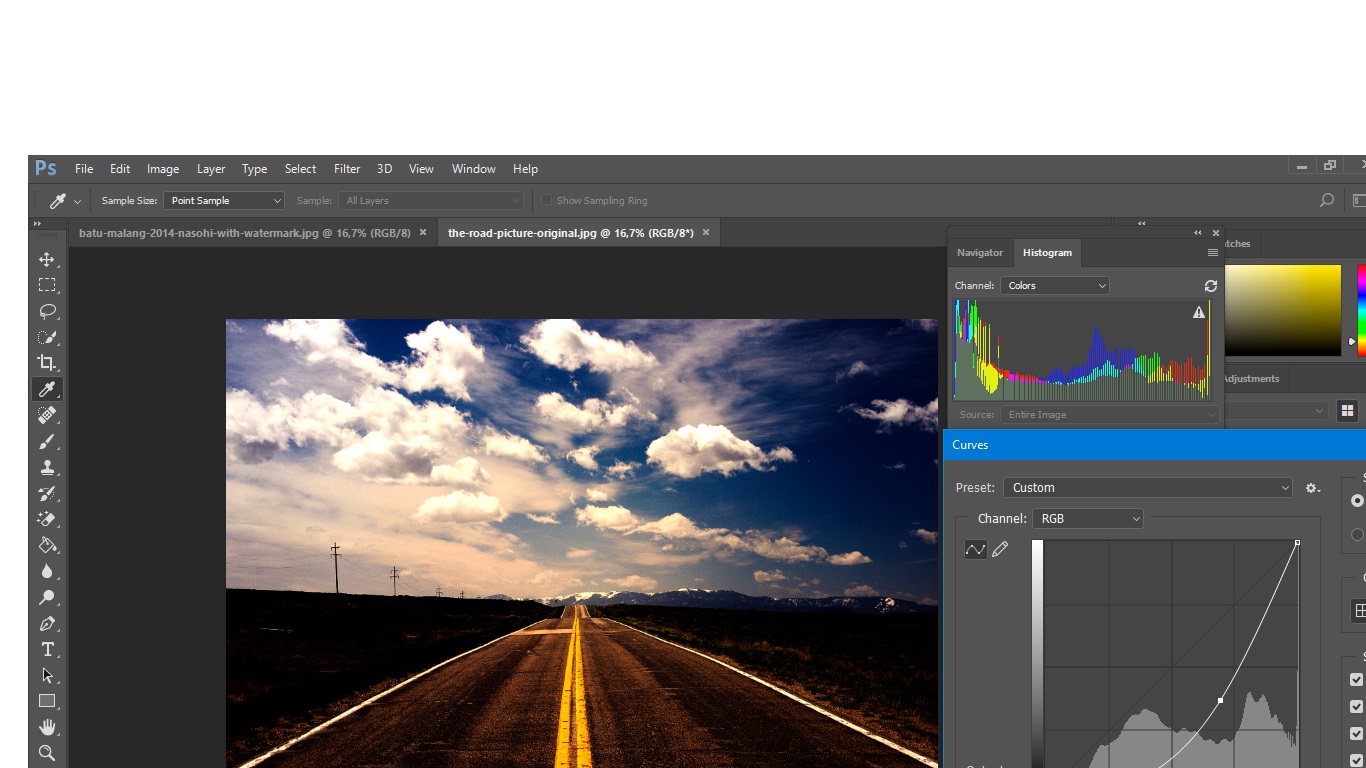 Ps File Edit Image Layer Type Select Filter 3D View Window Help
Sample Size: Point Sample Sample: All Layers Show Sampling Ring
batu-malang-2014-nasohi-with-watermark.jpg @ 16,7% (RGB/8) × the-road-picture-original.jpg @ 16,7% (RGB/8*) ×
Navigator Histogram
Channel: Colors
Source: Entire Image
Adjustments
Curves
Preset: Custom
Channel: RGB